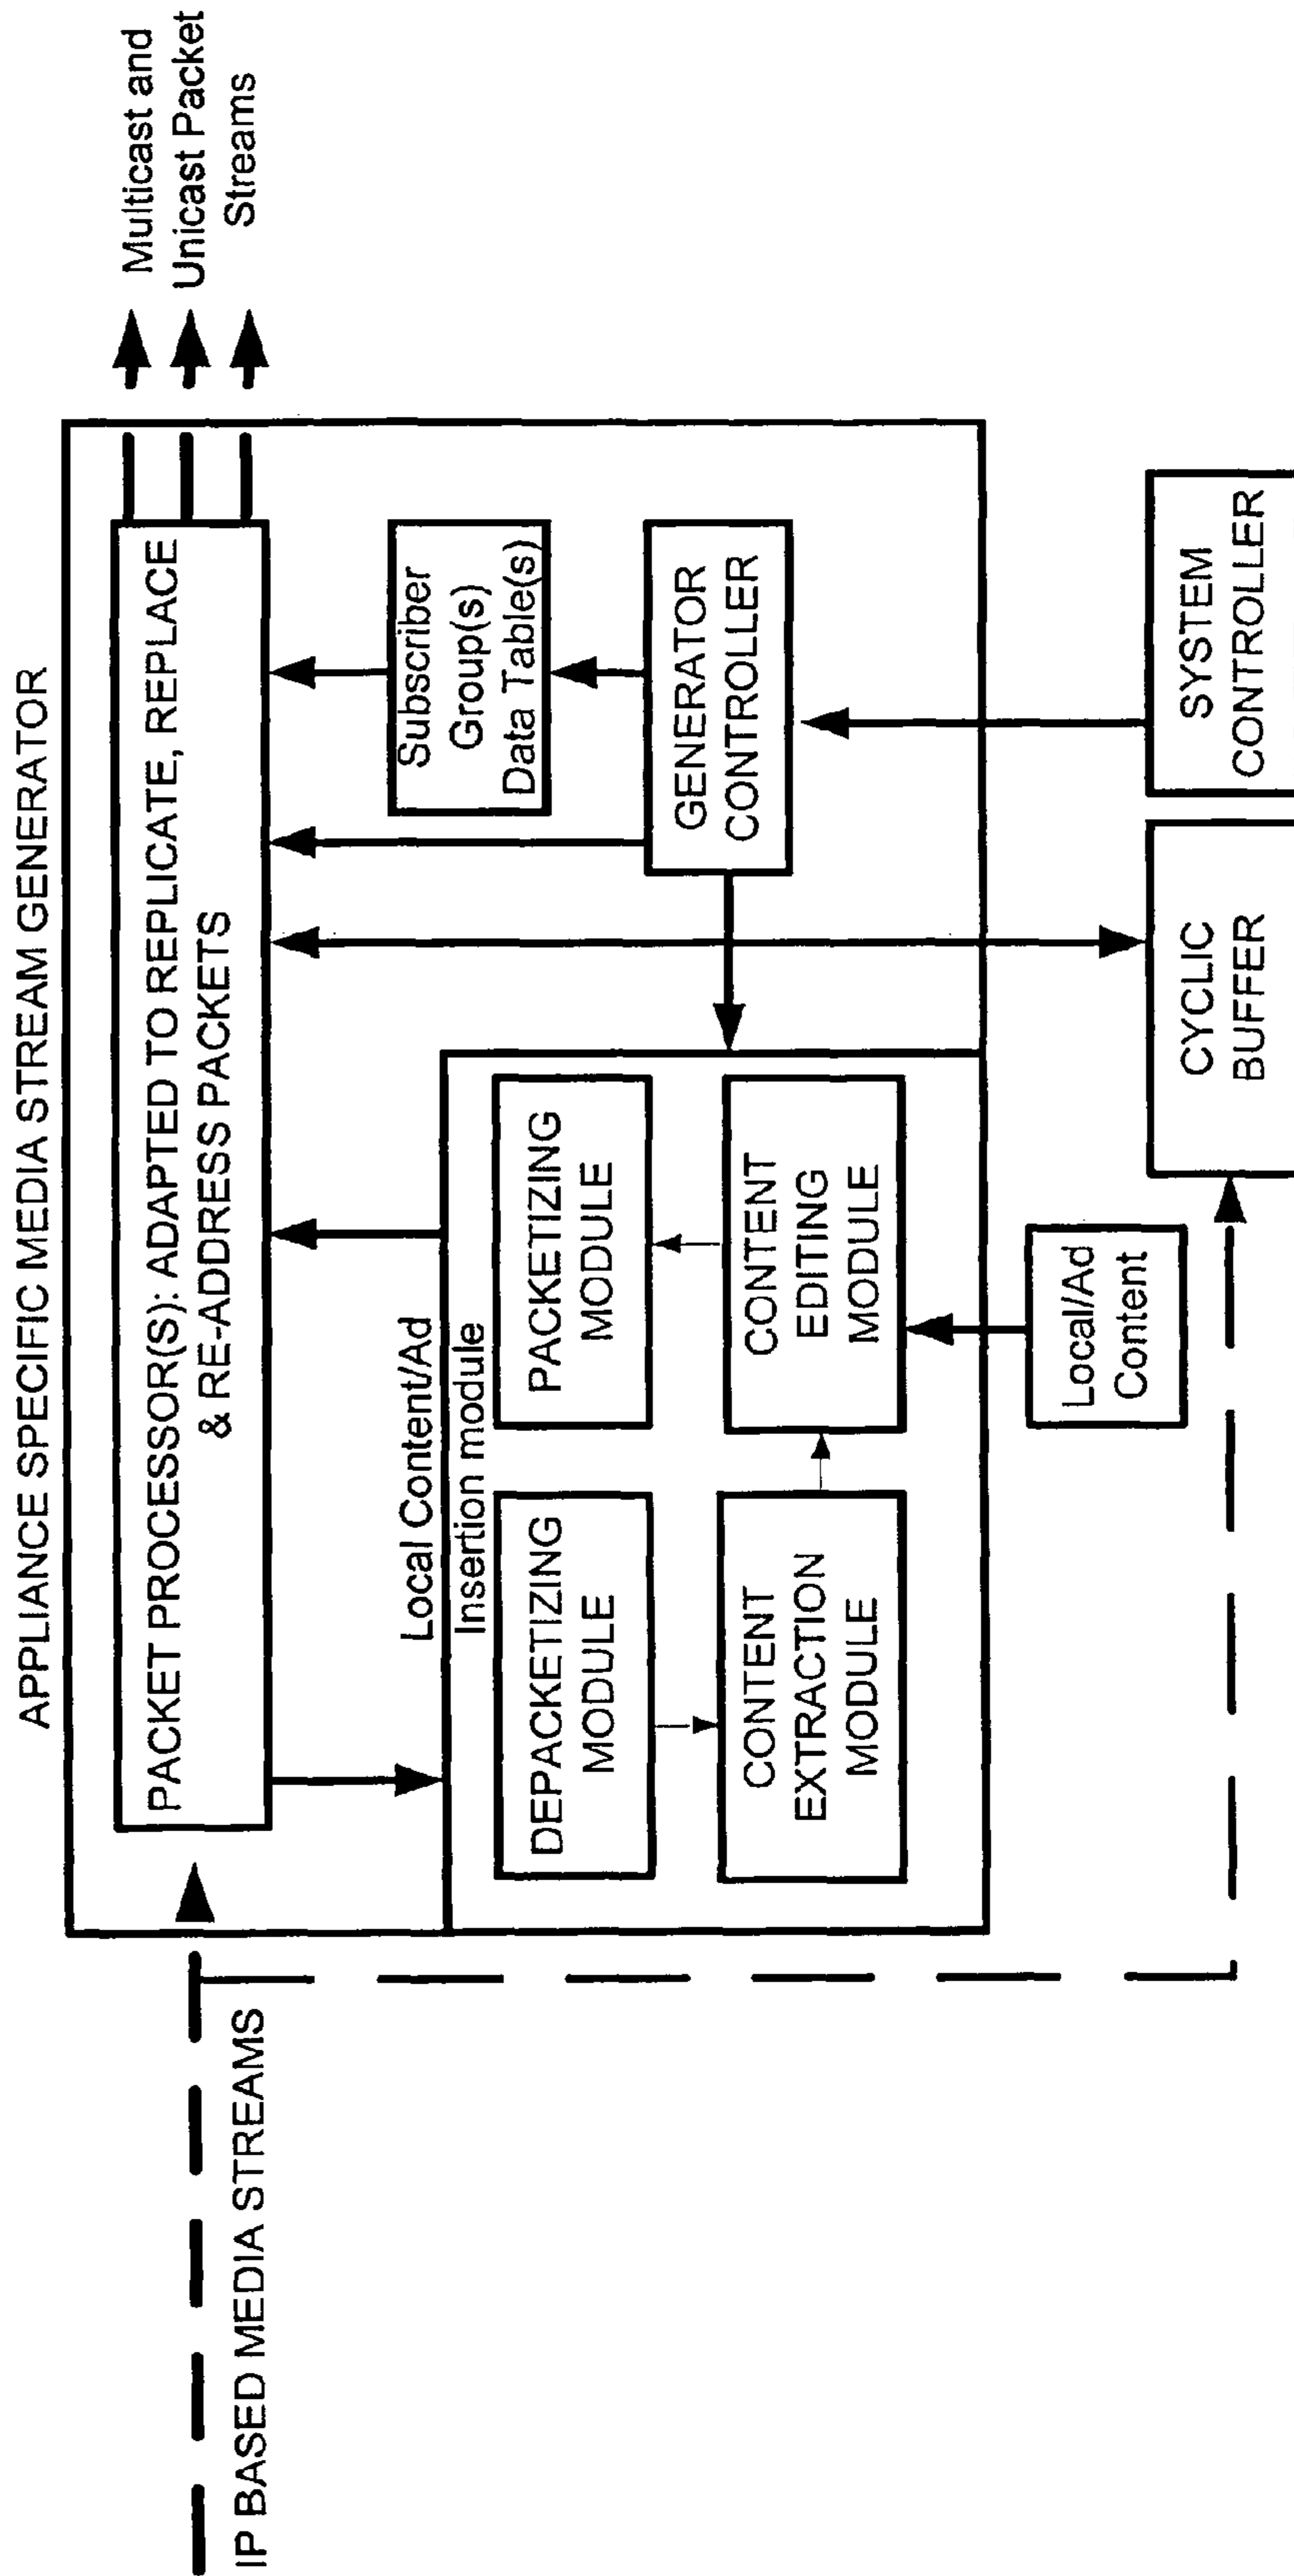 APPLIANCE SPECIFIC MEDIA STREAM GENERATOR
IP BASED MEDIA STREAMS
PACKET PROCESSOR(S): ADAPTED TO REPLICATE, REPLACE
& RE-ADDRESS PACKETS
Multicast and
Unicast Packet
Streams
Local Content/Ad
Insertion module
DEPACKETIZING
MODULE
PACKETIZING
MODULE
CONTENT
EXTRACTION
MODULE
CONTENT
EDITING
MODULE
Subscriber
Group(s)
Data Table(s)
GENERATOR
CONTROLLER
Local/Ad
Content
CYCLIC
BUFFER
SYSTEM
CONTROLLER